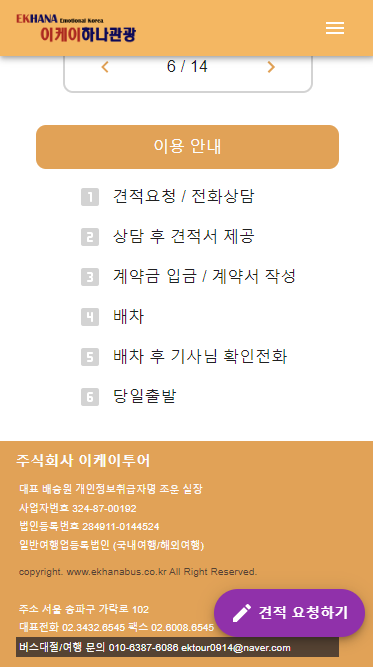 EKHANA Emotional Korea
이케이하나관광
6 / 14
이용 안내
1 견적요청 / 전화상담
2 상담 후 견적서 제공
3 계약금 입금 / 계약서 작성
4 배차
5 배차 후 기사님 확인전화
6 당일출발
주식회사 이케이투어
대표 배승원 개인정보취급자명 조훈 실장
사업자번호 324-87-00192
법인등록번호 284911-0144524
일반여행업등록법인 (국내여행/해외여행)
copyright. www.ekhanabus.co.kr All Right Reserved.
주소 서울 송파구 가락로 102
대표전화 02.3432.6545 팩스 02.6008.6545
견적 요청하기
버스대절/여행 문의 010-6387-6086 ektour0914@naver.com